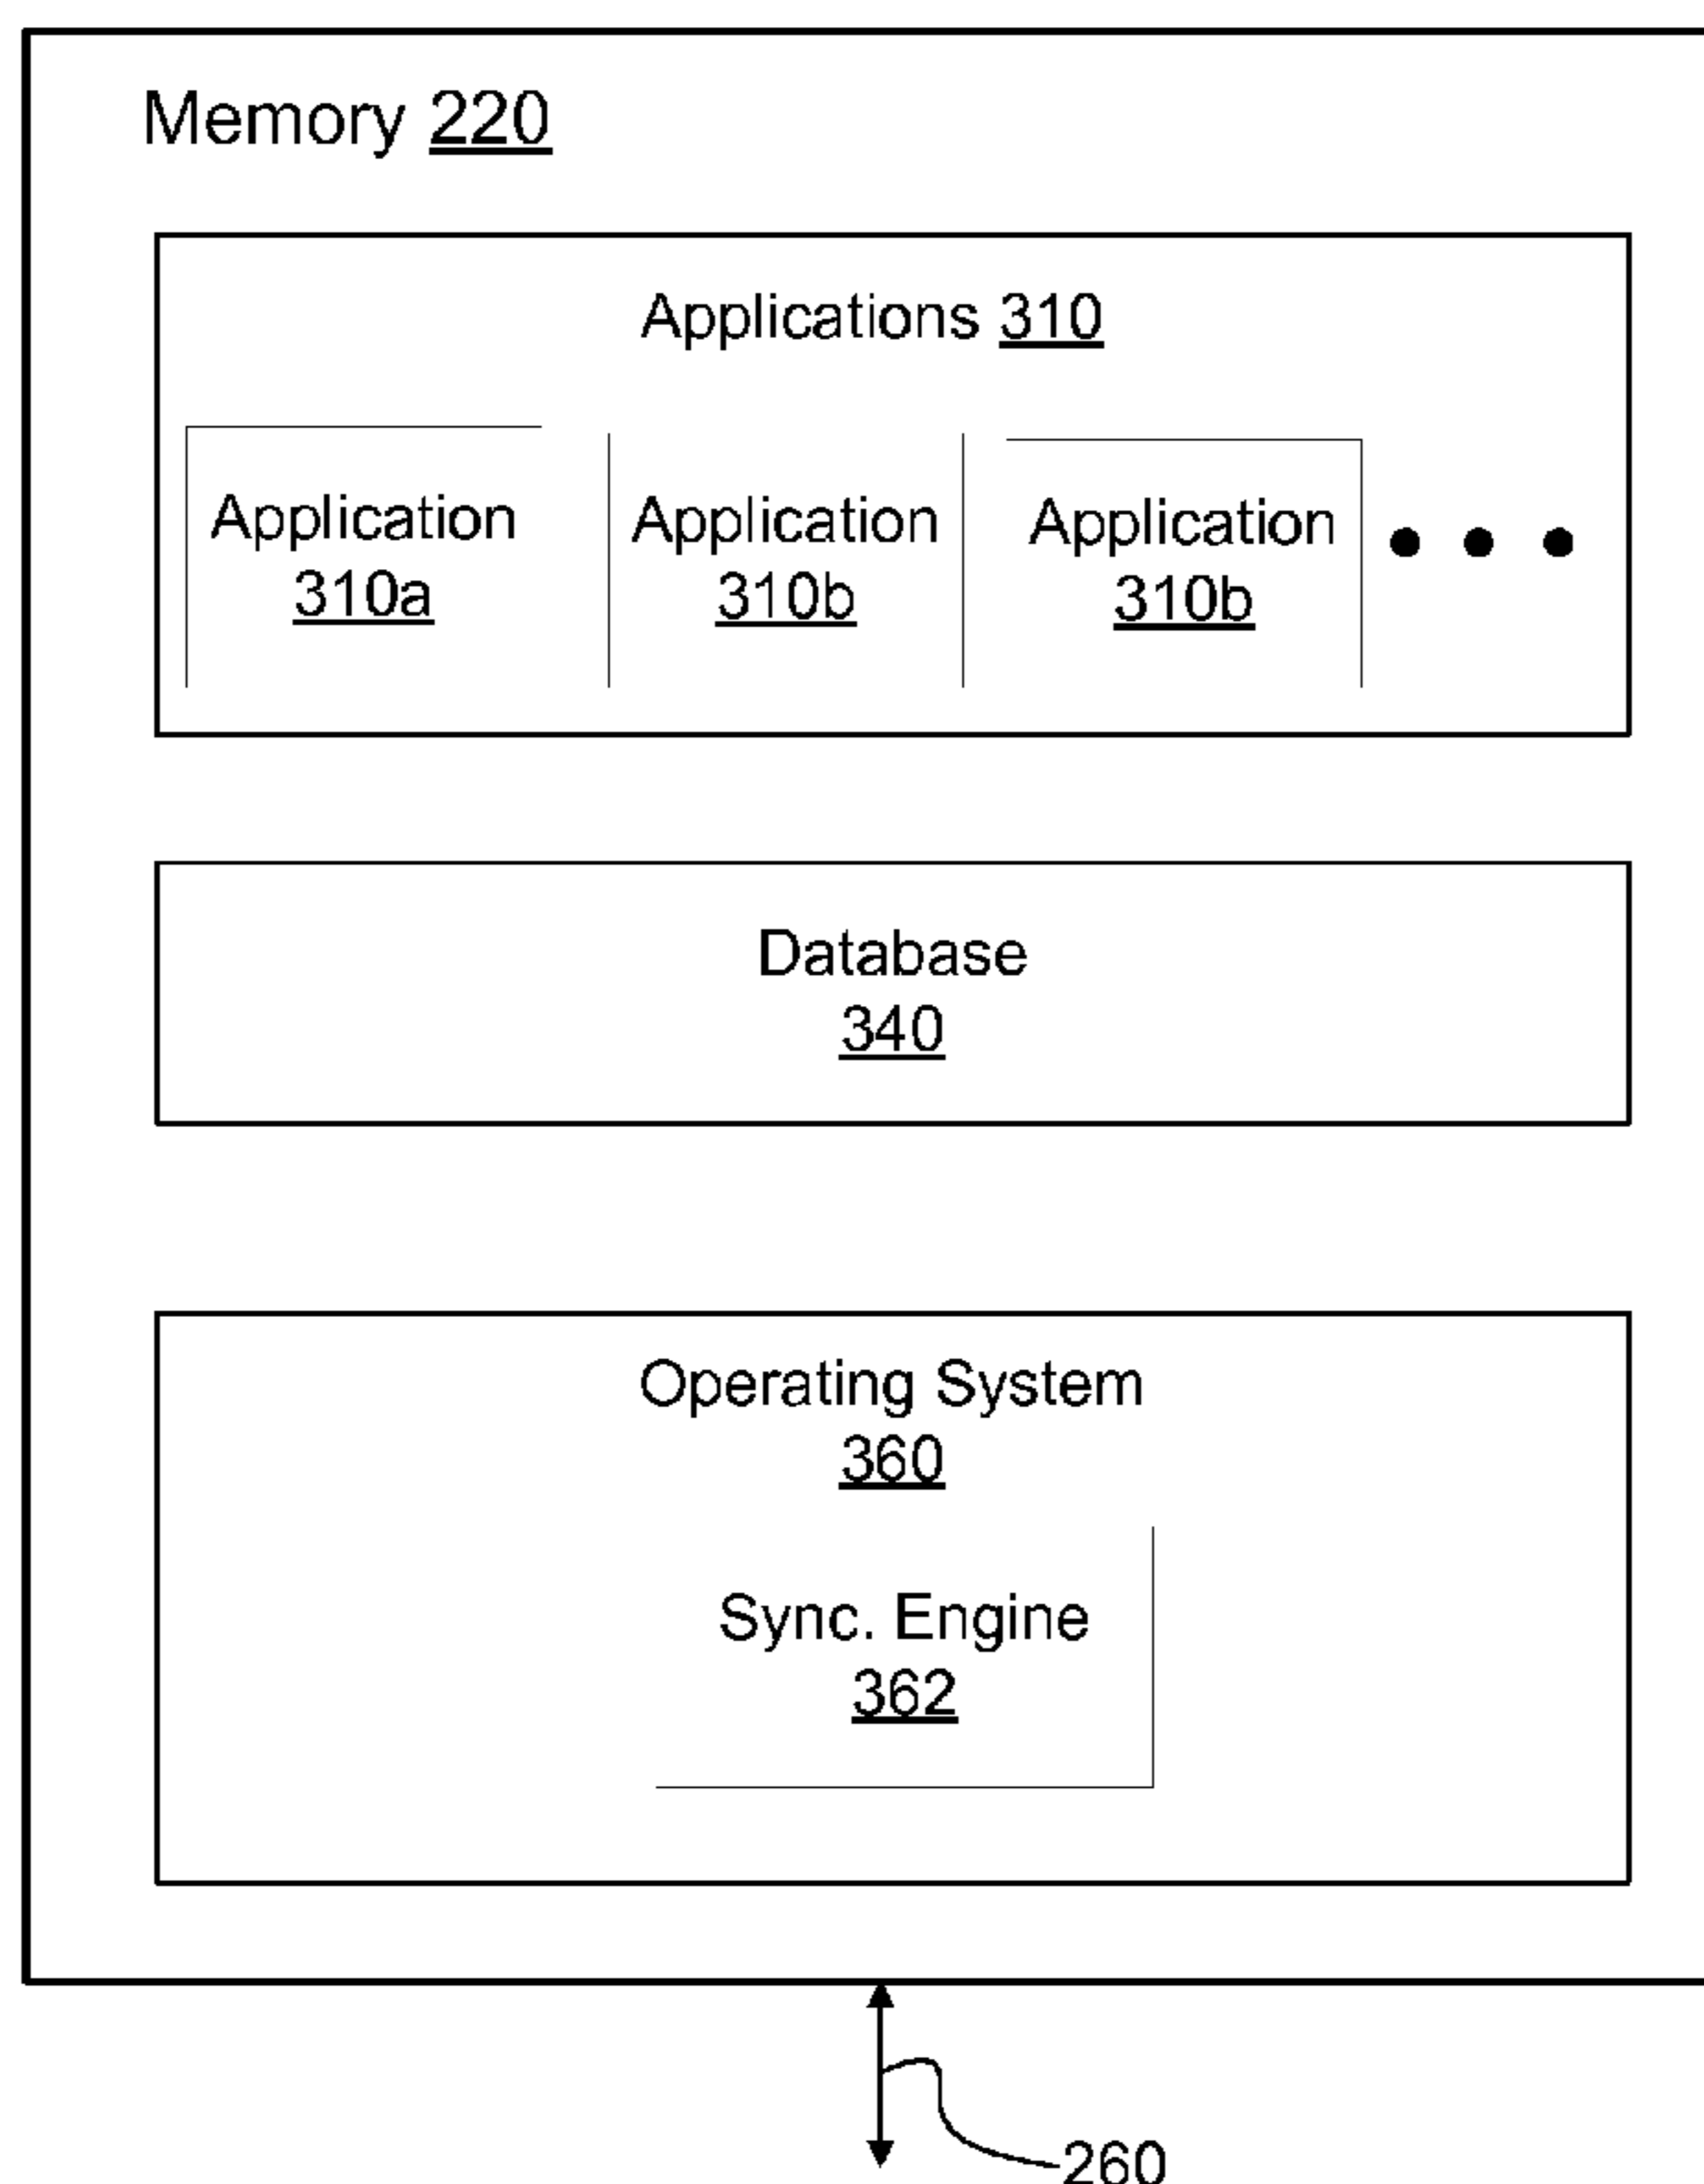 Memory 220
Applications 310
Application Application Application
310a 310b 310b
Database
340
Operating System
360
Sync. Engine
362
260